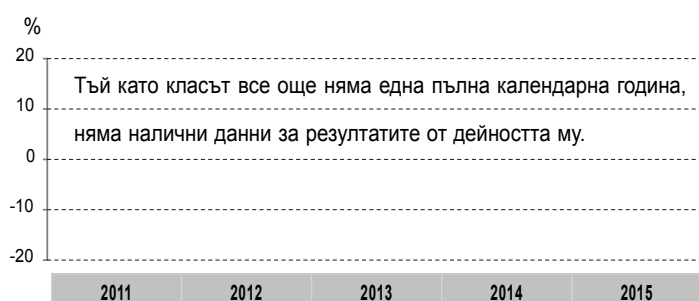 %
20
Тъй като класът все още няма една пълна календарна година,
10
няма налични данни за резултатите от дейността му.
0
-10
-20
2011 2012 2013 2014 2015